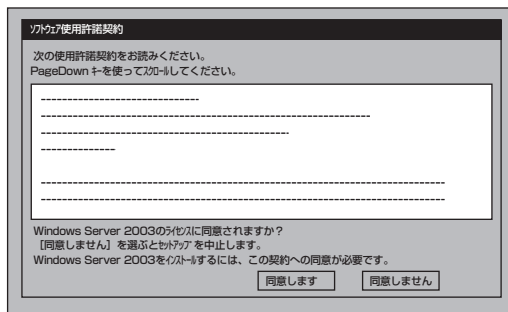 ｿﾌﾄｳｪｱ使用許諾契約
次の使用許諾契約をお読みください。
PageDown ｷｰを使ってｽｸﾛｰﾙしてください。
------------------------------
---------------------------------------------------------------
-----------------------------------------------
--------------
-----------------------------------------------------------------------------
-----------------------------------------------------------------------------
Windows Server 2003のﾗｲｾﾝｽに同意されますか？
［同意しません］を選ぶとｾｯﾄｱｯﾌﾟを中止します。
Windows Server 2003をｲﾝｽﾄｰﾙするには、この契約への同意が必要です。
同意します 同意しません